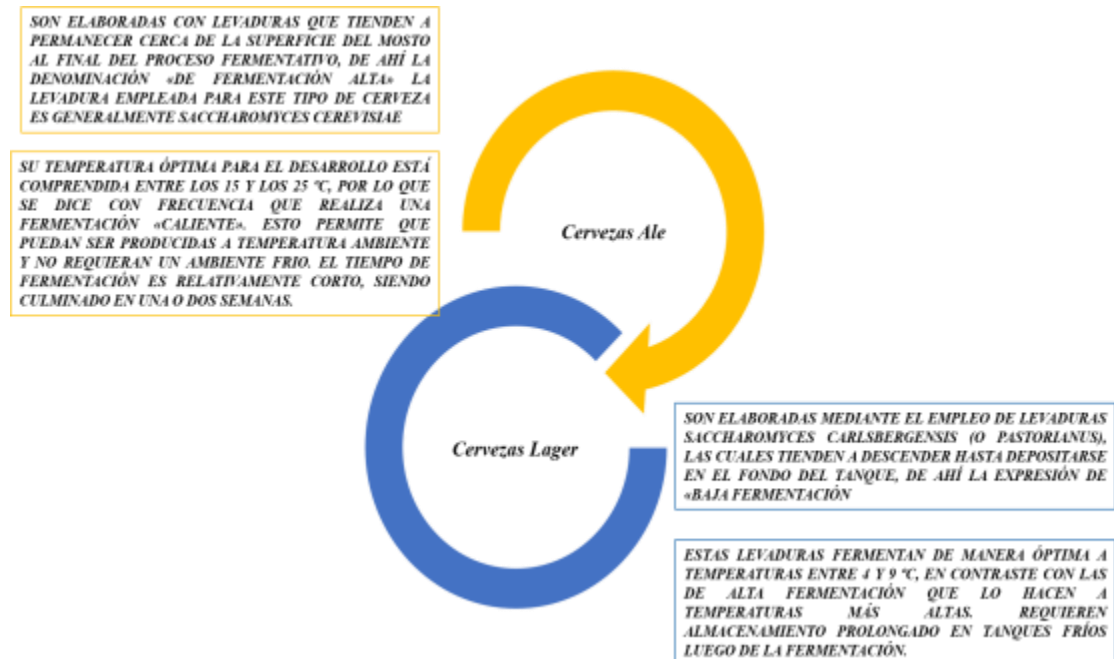 SON ELABORADAS CON LEVADURAS QUE TIENDEN A
PERMANECER CERCA DE LA SUPERFICIE DEL MOSTO
AL FINAL DEL PROCESO FERMENTATIVO, DE AHÍ LA
DENOMINACIÓN «DE FERMENTACIÓN ALTA» LA
LEVADURA EMPLEADA PARA ESTE TIPO DE CERVEZA
ES GENERALMENTE SACCHAROMYCES CEREVISIAE
SU TEMPERATURA ÓPTIMA PARA EL DESARROLLO ESTÁ
COMPRENDIDA ENTRE LOS 15 Y LOS 25 ºC, POR LO QUE
SE DICE CON FRECUENCIA QUE REALIZA UNA
FERMENTACIÓN «CALIENTE». ESTO PERMITE QUE
PUEDAN SER PRODUCIDAS A TEMPERATURA AMBIENTE
Y NO REQUIERAN UN AMBIENTE FRIO. EL TIEMPO DE
FERMENTACIÓN ES RELATIVAMENTE CORTO, SIENDO
CULMINADO EN UNA O DOS SEMANAS.
Cervezas Ale
Cervezas Lager
SON ELABORADAS MEDIANTE EL EMPLEO DE LEVADURAS
SACCHAROMYCES CARLSBERGENSIS (O PASTORIANUS),
LAS CUALES TIENDEN A DESCENDER HASTA DEPOSITARSE
EN EL FONDO DEL TANQUE, DE AHÍ LA EXPRESIÓN DE
«BAJA FERMENTACIÓN
ESTAS LEVADURAS FERMENTAN DE MANERA ÓPTIMA A
TEMPERATURAS ENTRE 4 Y 9 ºC, EN CONTRASTE CON LAS
DE ALTA FERMENTACIÓN QUE LO HACEN A
TEMPERATURAS MÁS ALTAS. REQUIEREN
ALMACENAMIENTO PROLONGADO EN TANQUES FRÍOS
LUEGO DE LA FERMENTACIÓN.